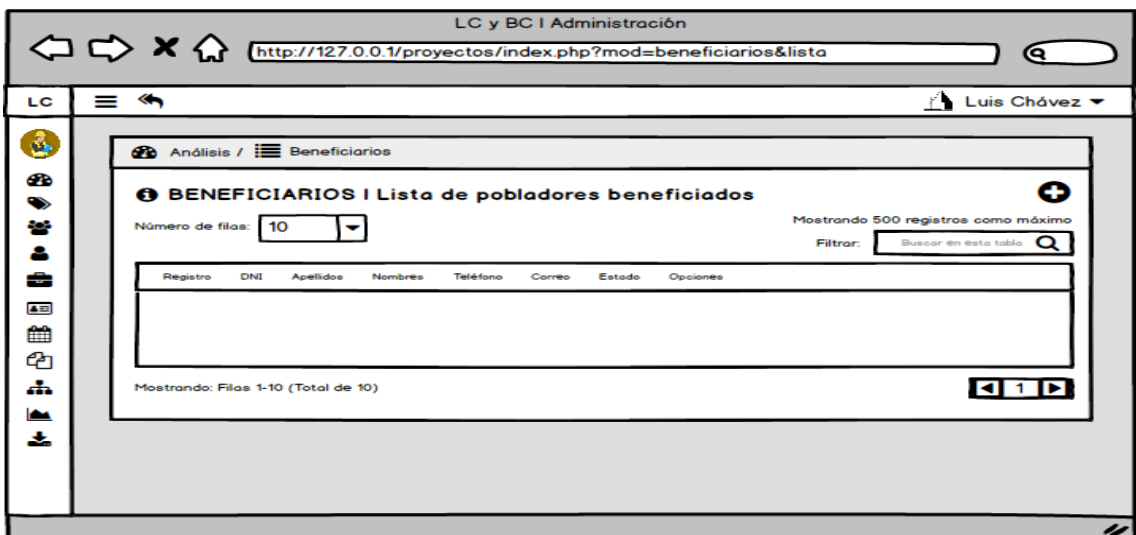 LC y BC | Administración
http://127.0.0.1/proyectos/index.php?mod=beneficiarios&lista
LC
Luis Chávez
Análisis / Beneficiarios
BENEFICIARIOS | Lista de pobladores beneficiados
Número de filas: 10
Mostrando 500 registros como máximo
Filtrar: Buscar en esta tabla
Registro DNI Apellidos Nombres Teléfono Correo Estado Opciones
Mostrando: Filas 1-10 (Total de 10)
1